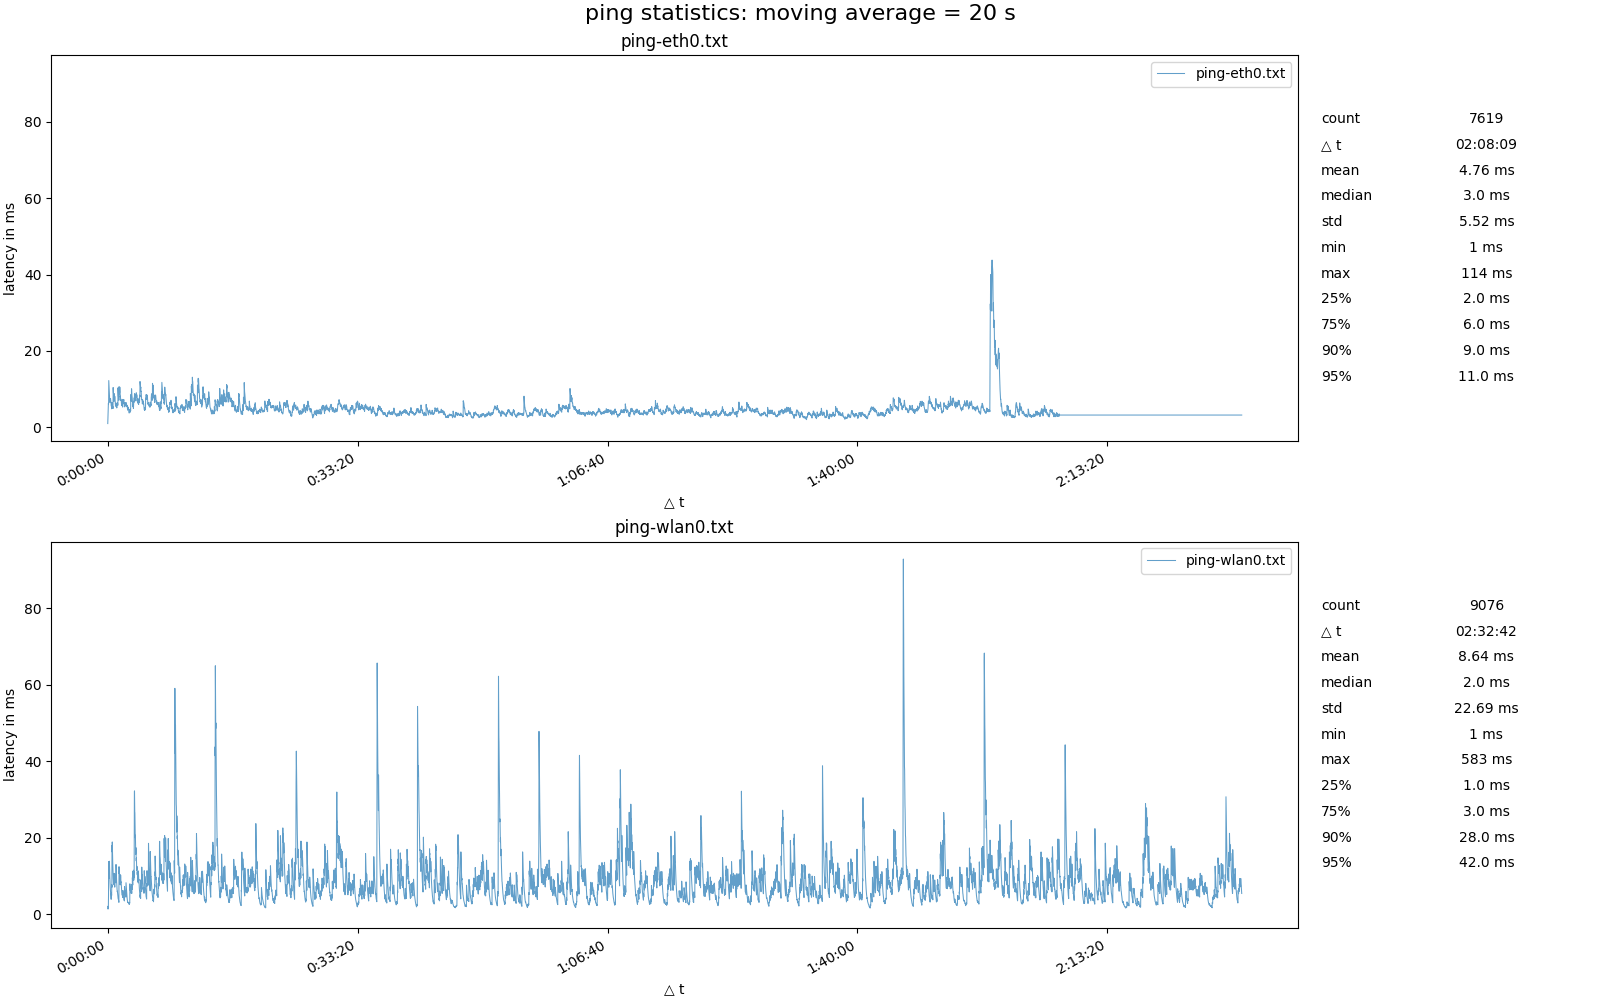 ping statistics: moving average = 20 s
ping-eth0.txt
ping-eth0.txt
latency in ms
80
60
40
20
0
0:00:00 0:33:20 1:06:40 1:40:00 2:13:20
△ t
count 7619
△ t 02:08:09
mean 4.76 ms
median 3.0 ms
std 5.52 ms
min 1 ms
max 114 ms
25% 2.0 ms
75% 6.0 ms
90% 9.0 ms
95% 11.0 ms
ping-wlan0.txt
ping-wlan0.txt
latency in ms
80
60
40
20
0
0:00:00 0:33:20 1:06:40 1:40:00 2:13:20
△ t
count 9076
△ t 02:32:42
mean 8.64 ms
median 2.0 ms
std 22.69 ms
min 1 ms
max 583 ms
25% 1.0 ms
75% 3.0 ms
90% 28.0 ms
95% 42.0 ms